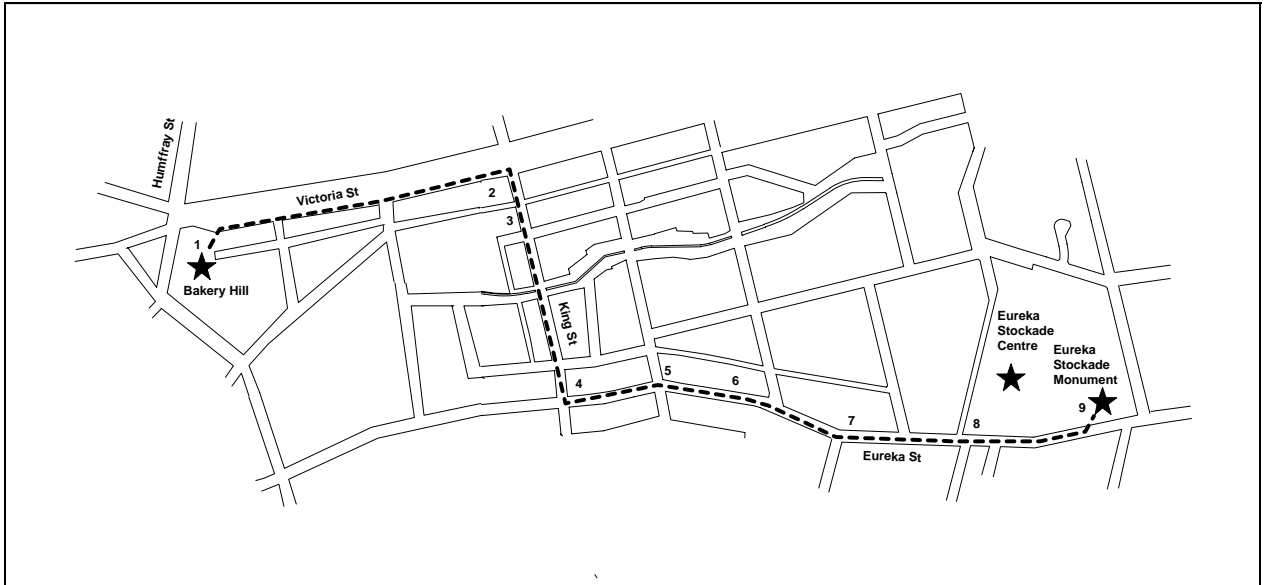 Humffray St
Victoria St
1
Bakery Hill
2
3
King St
4
5
6
7
Eureka St
8
Eureka
Stockade
Centre
Eureka
Stockade
Monument
9